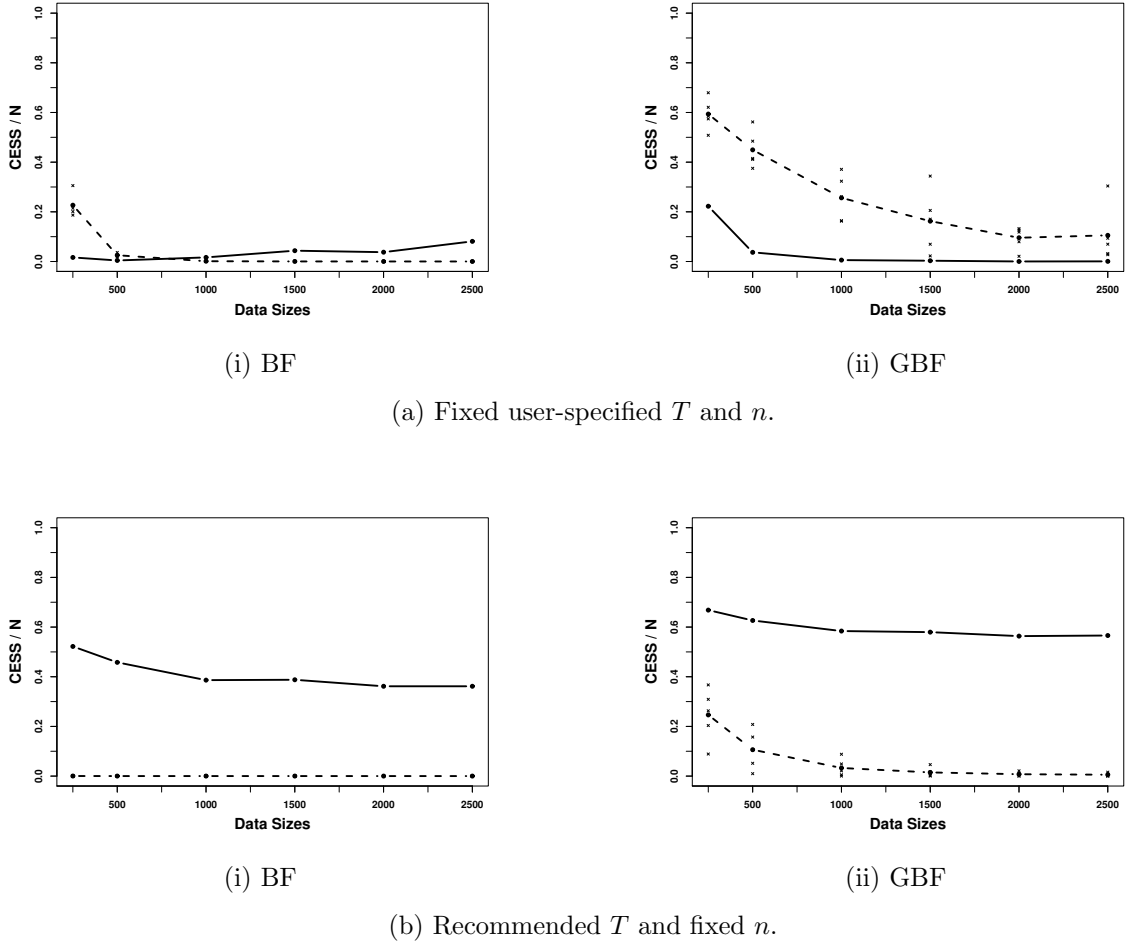 1.0
0.8
0.6
0.4
0.2
0.0
CESS / N
500 1000 1500 2000 2500
Data Sizes
(i) BF
1.0
0.8
0.6
0.4
0.2
0.0
CESS / N
500 1000 1500 2000 2500
Data Sizes
(ii) GBF
(a) Fixed user-specified T and n.
1.0
0.8
0.6
0.4
0.2
0.0
CESS / N
500 1000 1500 2000 2500
Data Sizes
(i) BF
1.0
0.8
0.6
0.4
0.2
0.0
CESS / N
500 1000 1500 2000 2500
Data Sizes
(ii) GBF
(b) Recommended T and fixed n.